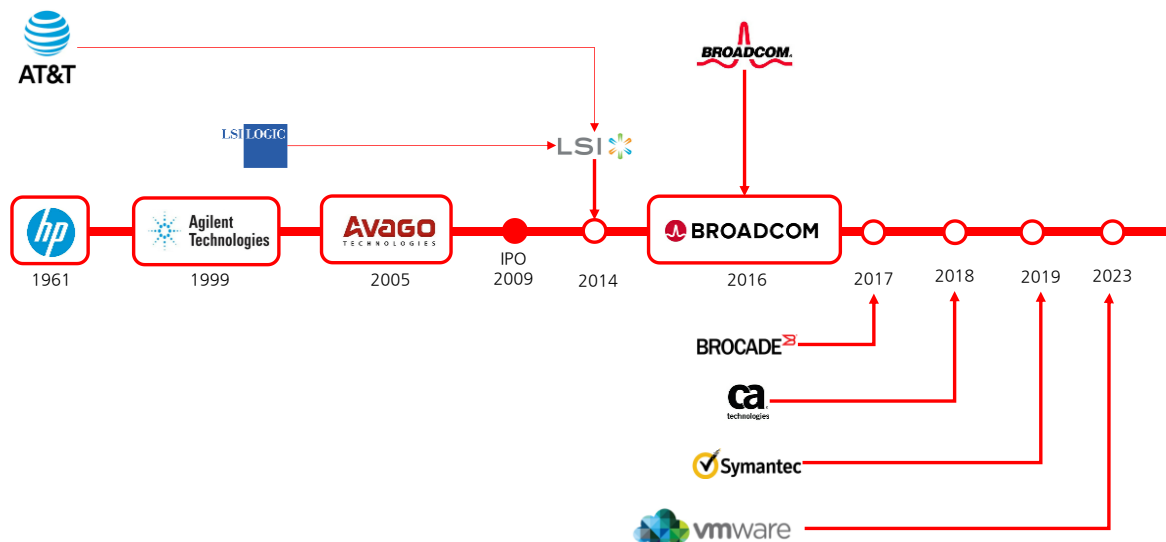 AT&T
BROADCOM.
LSI LOGIC
LSI
hp
Agilent
Technologies
AVAGO
TECHNOLOGIES
BROADCOM
1961
1999
2005
IPO
2009
2014
2016
2017
2018
2019
2023
BROCADE
ca
technologies
Symantec
vmware